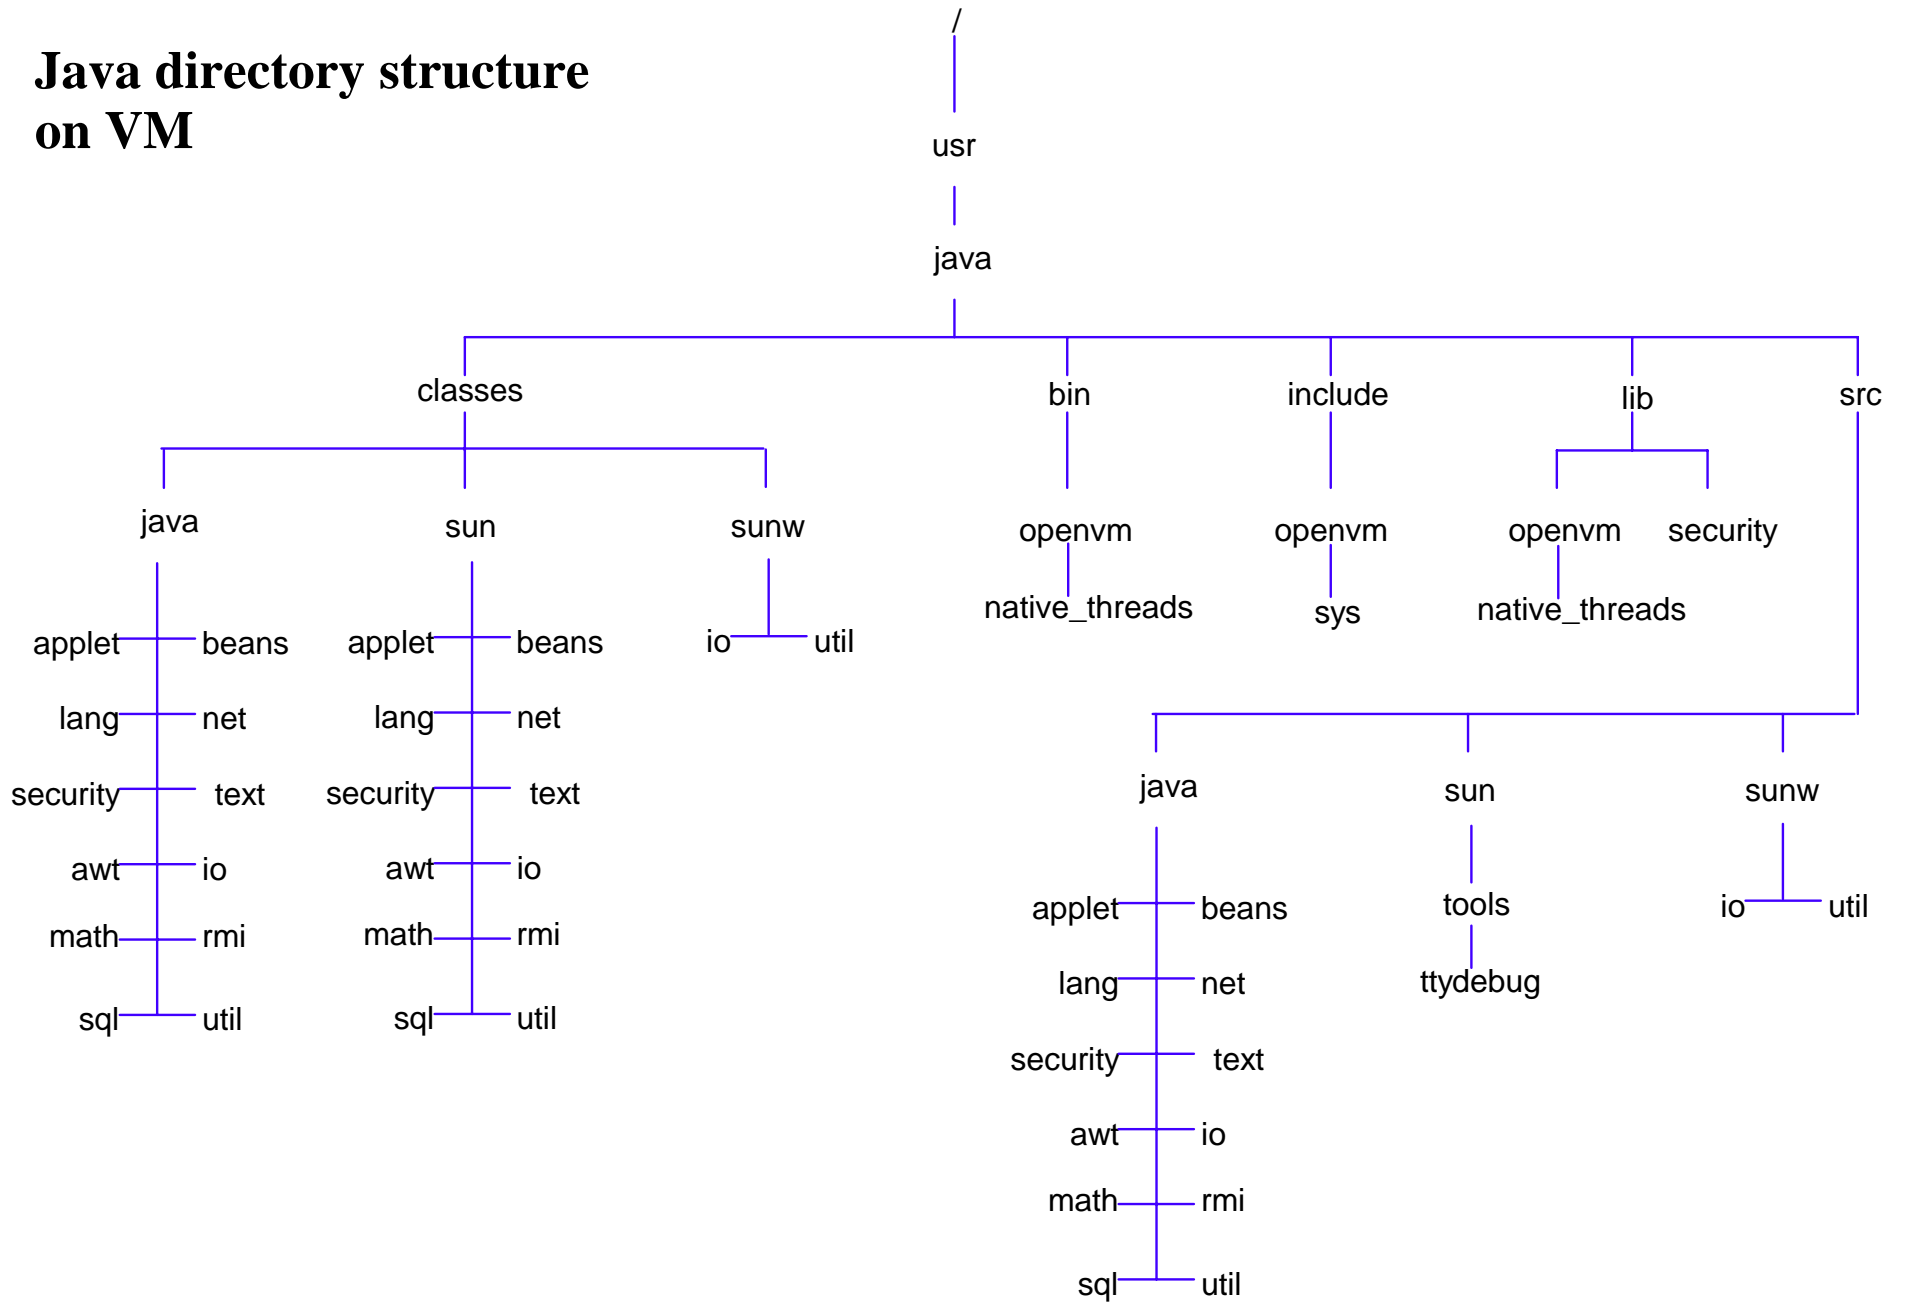 /
Java directory structure
on VM
usr
java
classes
bin
include
lib
src
java
sun
sunw
openvm
openvm
openvm
security
native_threads
sys
native_threads
applet
beans
applet
beans
io
util
lang
net
lang
net
security
text
security
text
awt
io
awt
io
math
rmi
math
rmi
sql
util
sql
util
java
sun
sunw
applet
beans
tools
io
util
lang
net
ttydebug
security
text
awt
io
math
rmi
sql
util